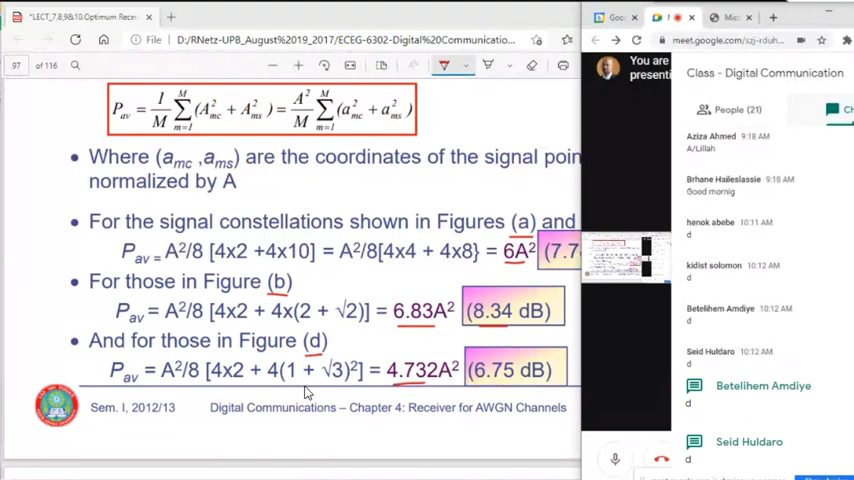 *LECT_7,8,9&10.Optimum Rece
File
D:/RNetz-UPB_August%2019_2017/ECEG-6302-Digital%20Communicatio...
97 of 116
P_av = 1/M ∑_{m=1}^{M} (A²_mc + A²_ms) = A²/M ∑_{m=1}^{M} (a²_mc + a²_ms)
• Where (a_mc ,a_ms) are the coordinates of the signal poin
normalized by A
• For the signal constellations shown in Figures (a) and
P_av = A²/8 [4x2 +4x10] = A²/8[4x4 + 4x8} = 6A² (7.7
• For those in Figure (b)
P_av = A²/8 [4x2 + 4x(2 + √2)] = 6.83A² (8.34 dB)
• And for those in Figure (d)
P_av = A²/8 [4x2 + 4(1 + √3)²] = 4.732A² (6.75 dB)
Sem. I, 2012/13 Digital Communications – Chapter 4: Receiver for AWGN Channels
Goo
M
Mic
meet.google.com/szj-rduh
You are
presenti
Class - Digital Communication
People (21)
Ch
Aziza Ahmed 9:18 AM
A/Lillah
Brhane Haileslassie 9:18 AM
Good mornig
henok abebe 10:11 AM
d
kidist solomon 10:12 AM
d
Betelihem Amdiye 10:12 AM
d
Seid Huldaro 10:12 AM
d
Betelihem Amdiye
d
Seid Huldaro
d